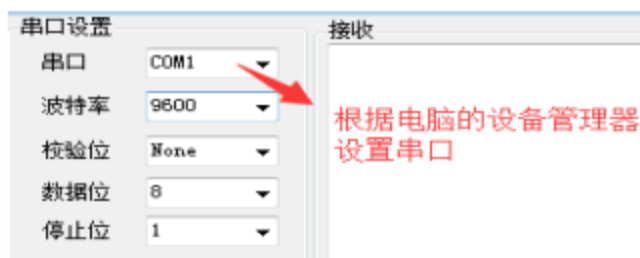 串口设置
接收
串口 COM1
波特率 9600
根据电脑的设备管理器
设置串口
校验位 None
数据位 8
停止位 1